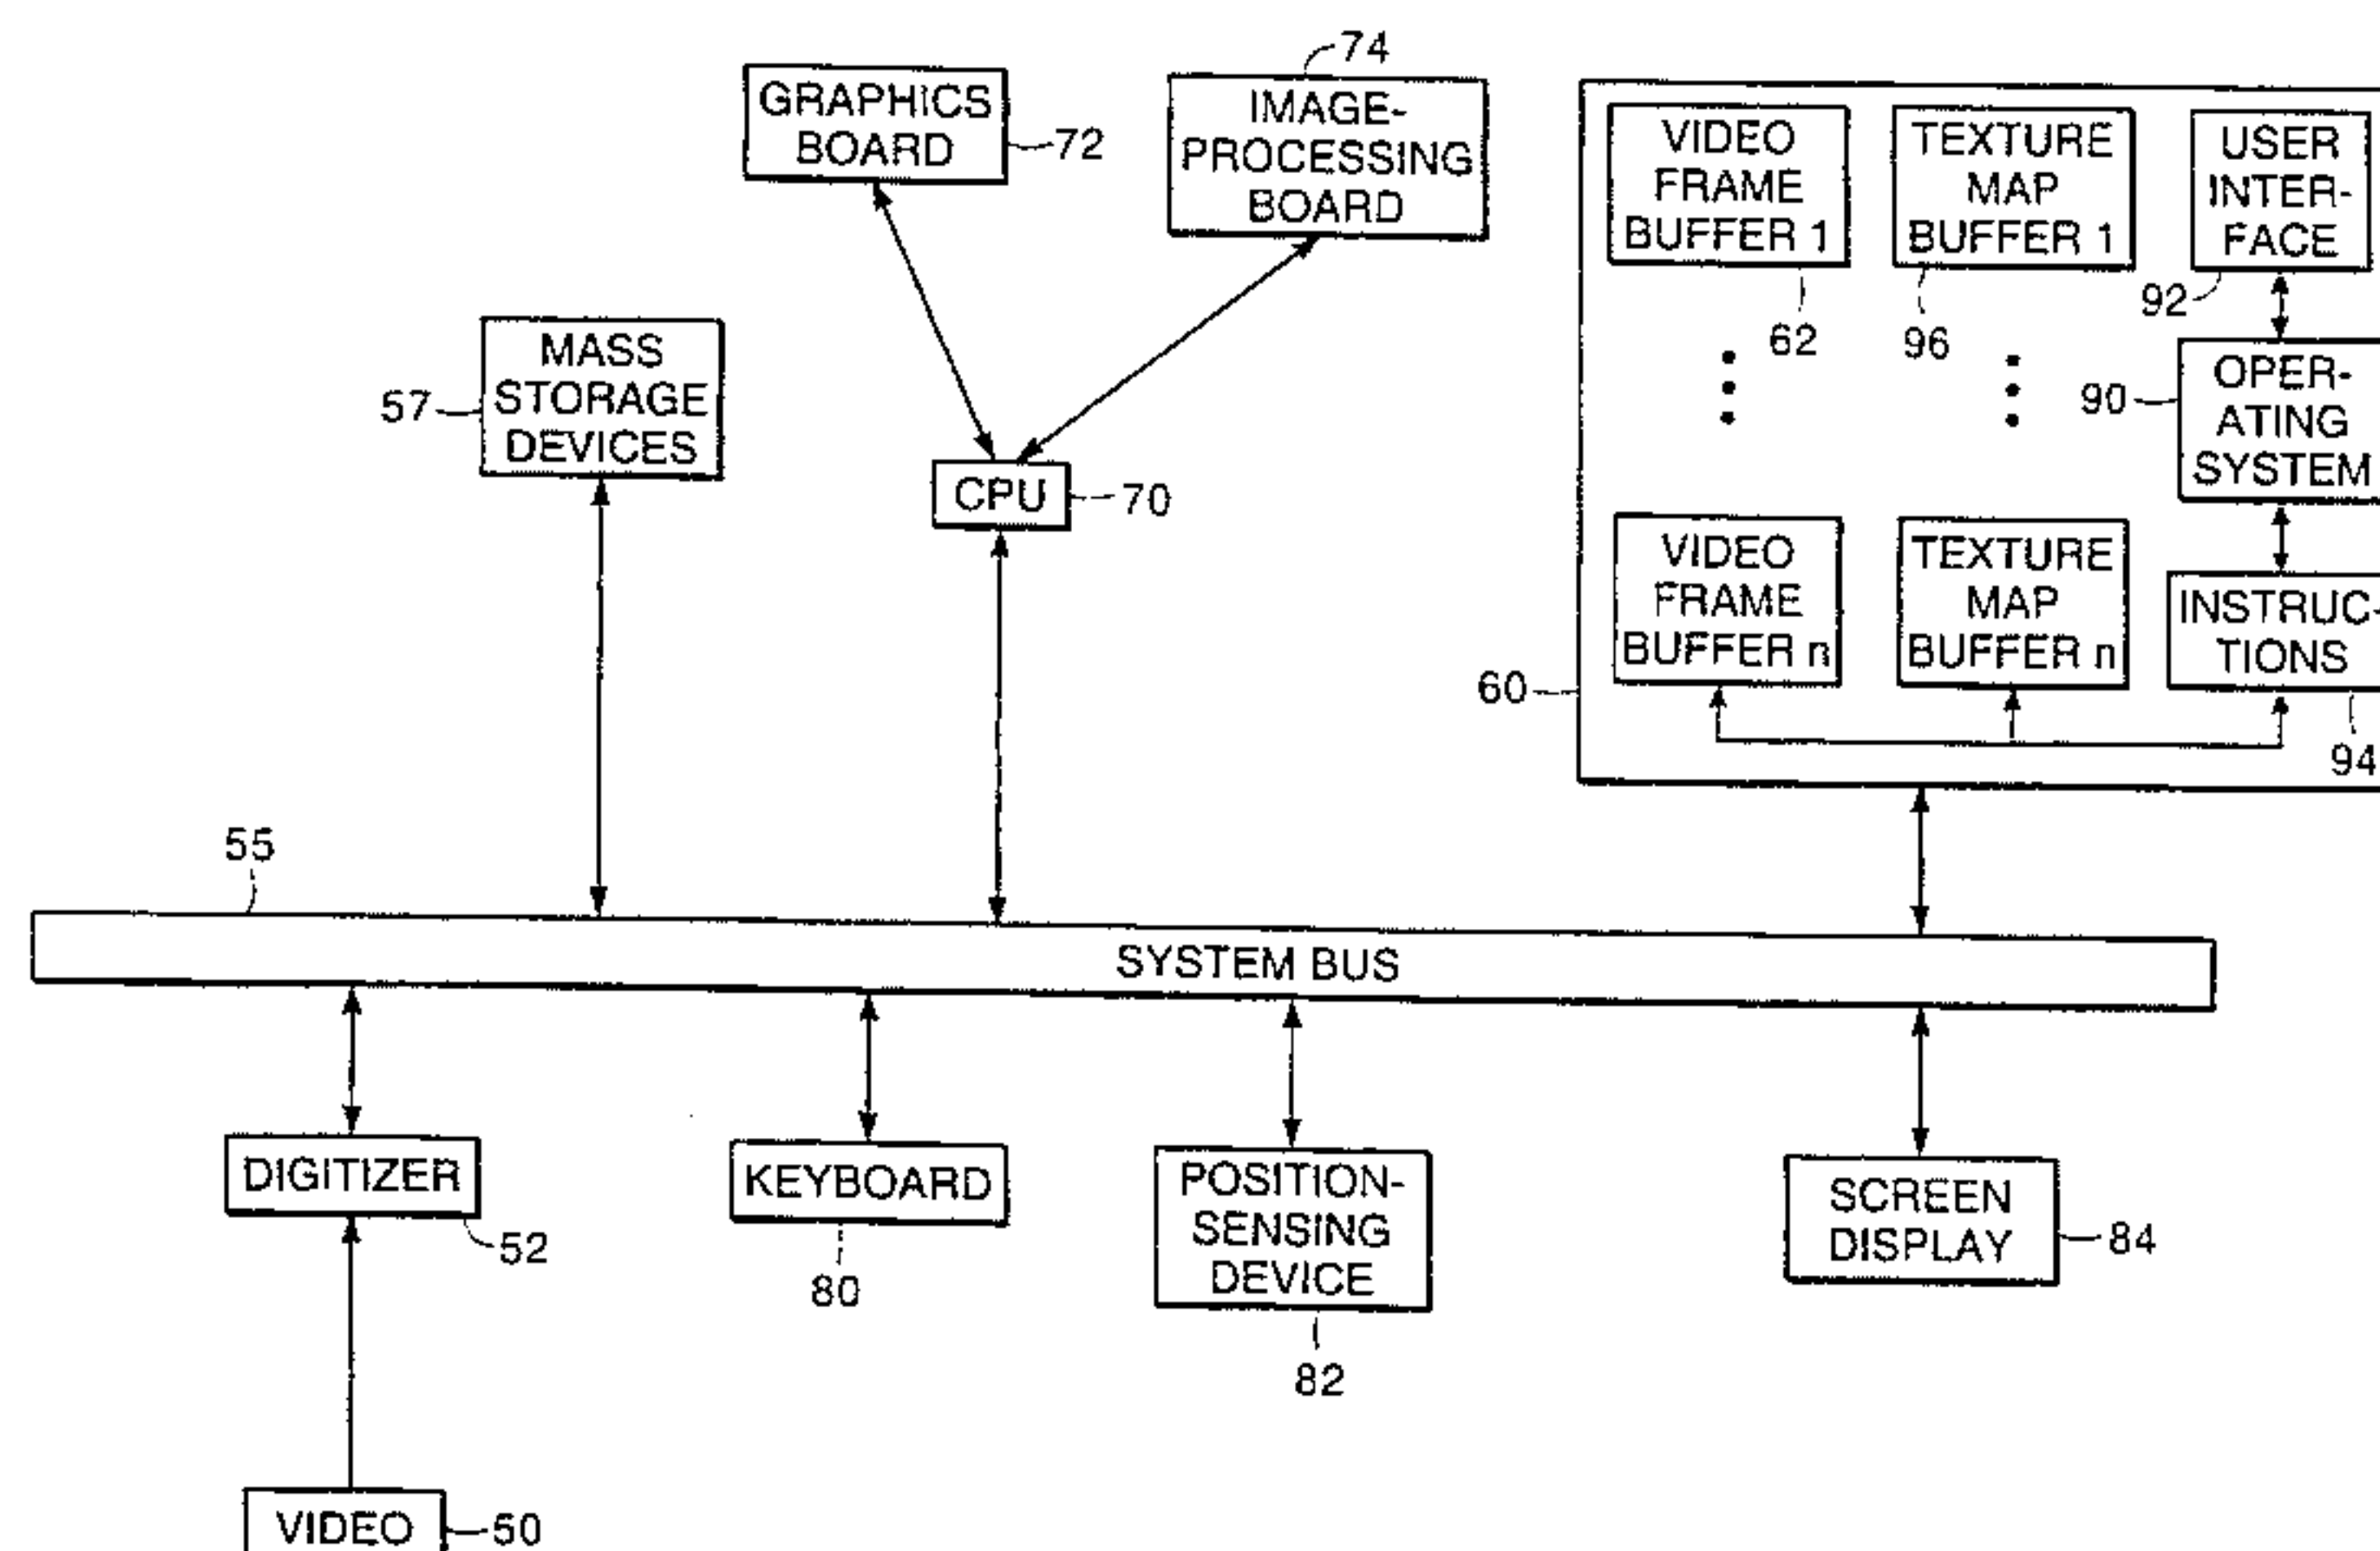 74
GRAPHICS
BOARD
72
IMAGE-
PROCESSING
BOARD
VIDEO
FRAME
BUFFER 1
62
TEXTURE
MAP
BUFFER 1
96
USER
INTER-
FACE
92
MASS
STORAGE
DEVICES
57
CPU
70
OPER-
ATING
SYSTEM
90
VIDEO
FRAME
BUFFER n
TEXTURE
MAP
BUFFER n
INSTRUC-
TIONS
60
94
55
SYSTEM BUS
DIGITIZER
52
KEYBOARD
80
POSITION-
SENSING
DEVICE
82
SCREEN
DISPLAY
84
VIDEO
50